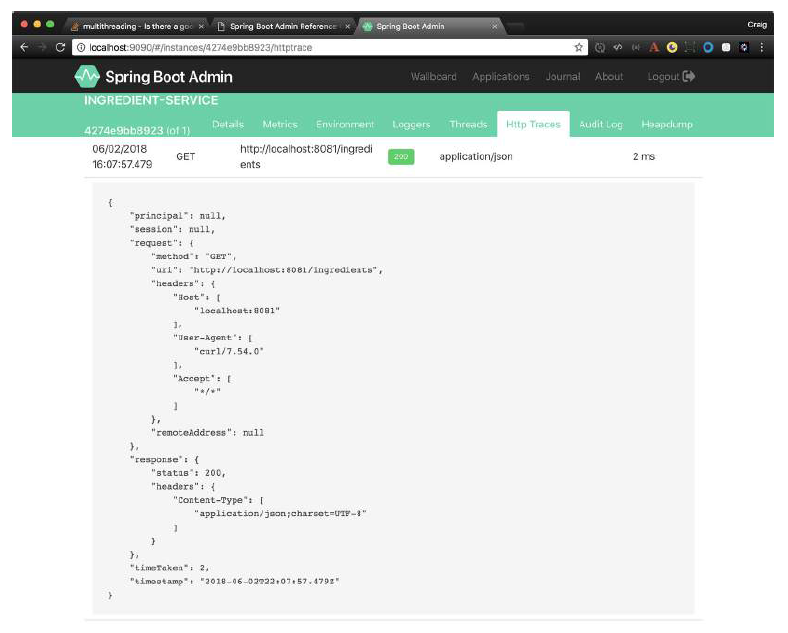 multithreading - Is there a goo
Spring Boot Admin Reference
Spring Boot Admin
Craig
localhost:9090/#/instances/4274e9bb8923/httptrace
Spring Boot Admin
Wallboard Applications Journal About Logout
INGREDIENT-SERVICE
4274e9bb8923 (of 1)
Details Metrics Environment Loggers Threads Http Traces Audit Log Heapdump
06/02/2018
16:07:57.479
GET
http://localhost:8081/ingredi
ents
200
application/json
2 ms
{
"principal": null,
"session": null,
"request": {
"method": "GET",
"uri": "http://localhost:8081/ingredients",
"headers": {
"Host": [
"localhost:8081"
],
"User-Agent": [
"curl/7.54.0"
],
"Accept": [
"*/*"
]
},
"remoteAddress": null
},
"response": {
"status": 200,
"headers": {
"Content-Type": [
"application/json;charset=UTF-8"
]
}
},
"timeTaken": 2,
"timestamp": "2018-06-02T22:07:57.479Z"
}